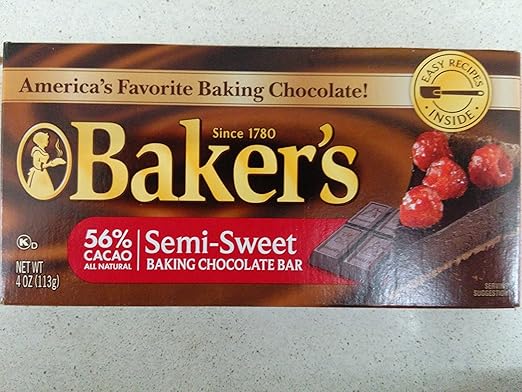 America's Favorite Baking Chocolate!
EASY RECIPES
INSIDE
Since 1780
Baker's
56%
CACAO
ALL NATURAL
Semi-Sweet
BAKING CHOCOLATE BAR
K D
NET WT
4 OZ (113g)
SERVING
SUGGESTION